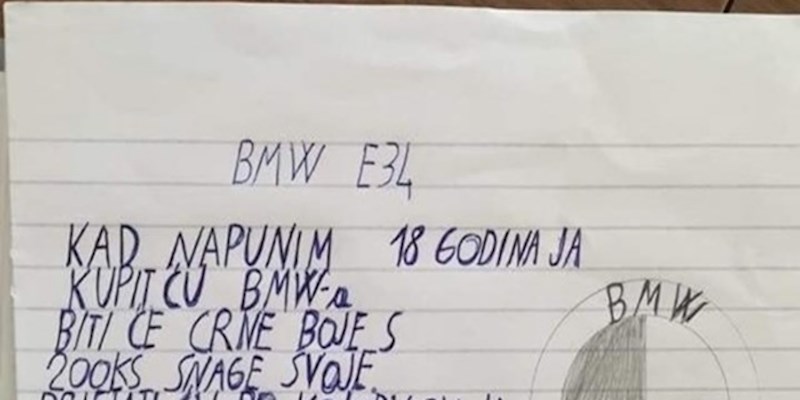 BMW E34
KAD NAPUNIM 18 GODINA JA
KUPIT ĆU BMW-a
BITI ĆE CRNE BOJE S
200KS SNAGE SVOJE
BMW